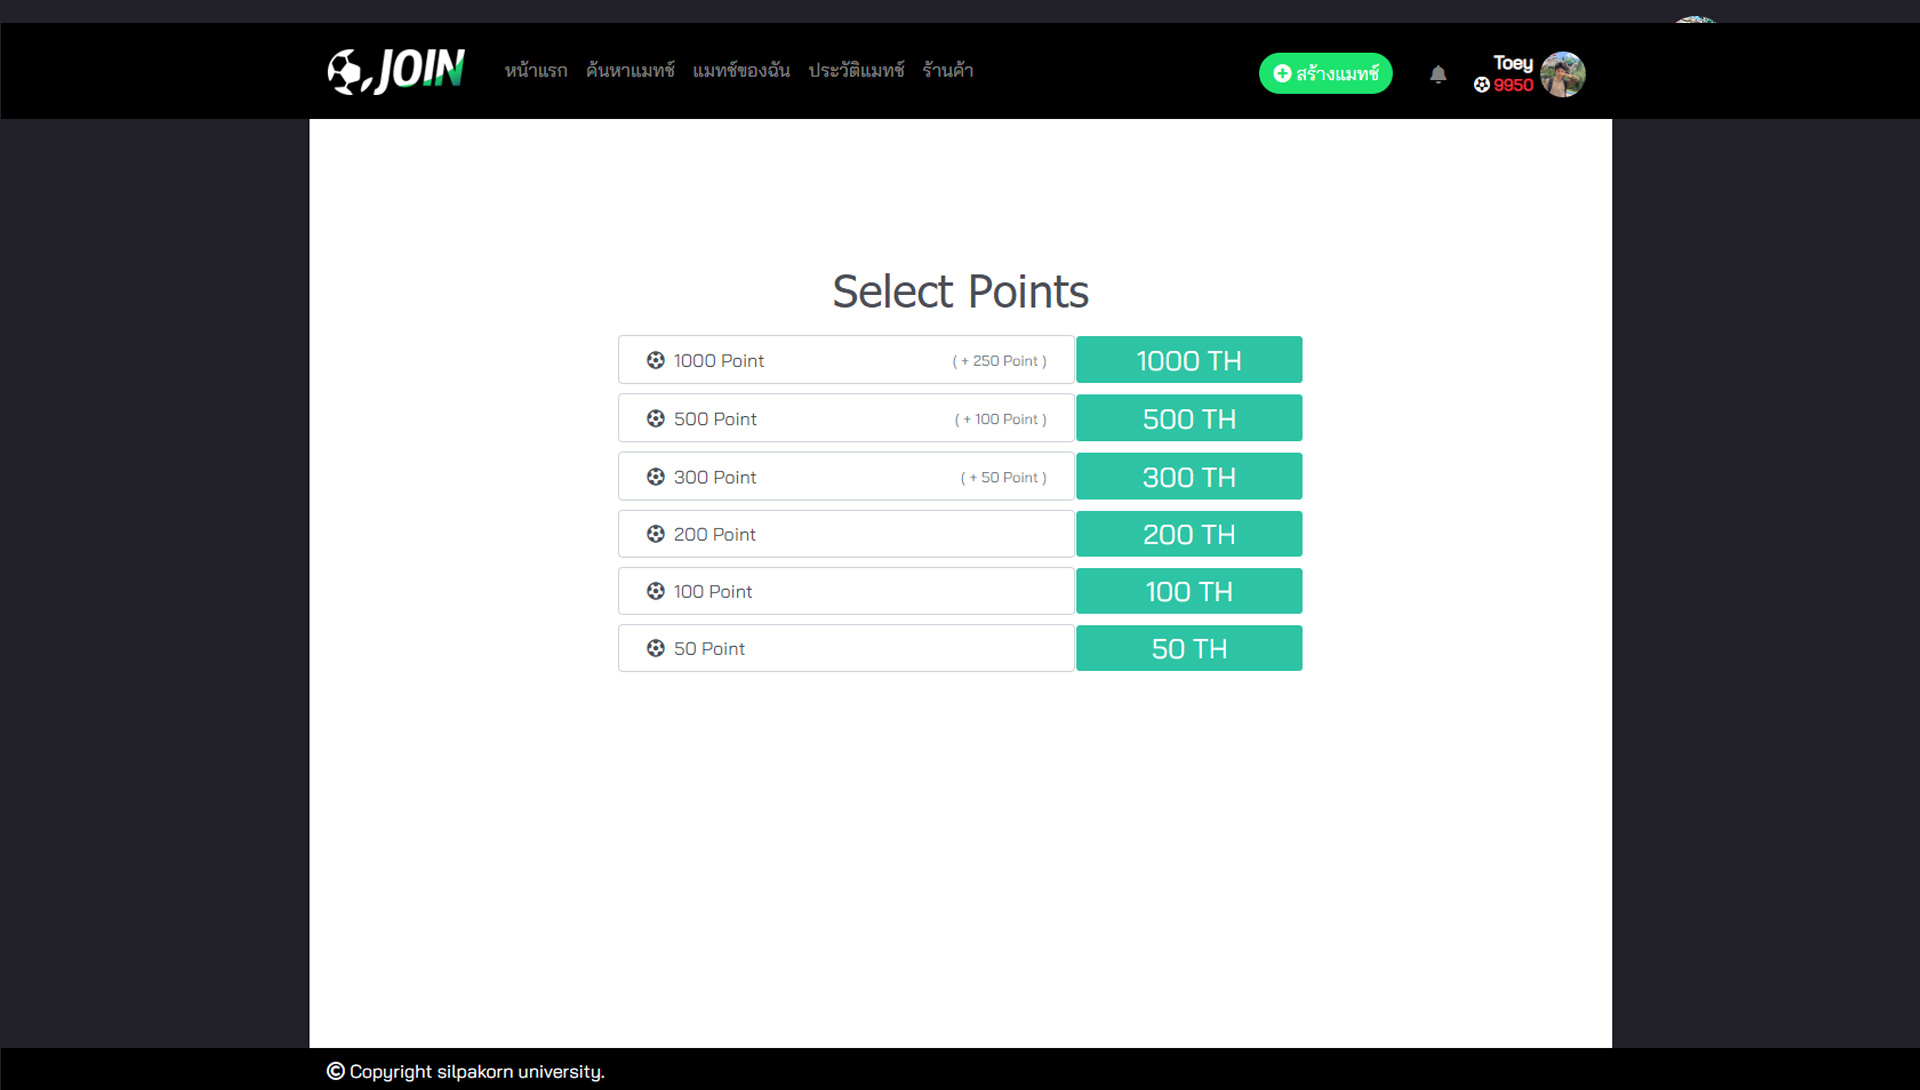 JOIN หน้าแรก ค้นหาแมทช์ แมทช์ของฉัน ประวัติแมทช์ ร้านค้า สร้างแมทช์ Toey
9950
Select Points
1000 Point ( + 250 Point ) 1000 TH
500 Point ( + 100 Point ) 500 TH
300 Point ( + 50 Point ) 300 TH
200 Point 200 TH
100 Point 100 TH
50 Point 50 TH
© Copyright silpakorn university.